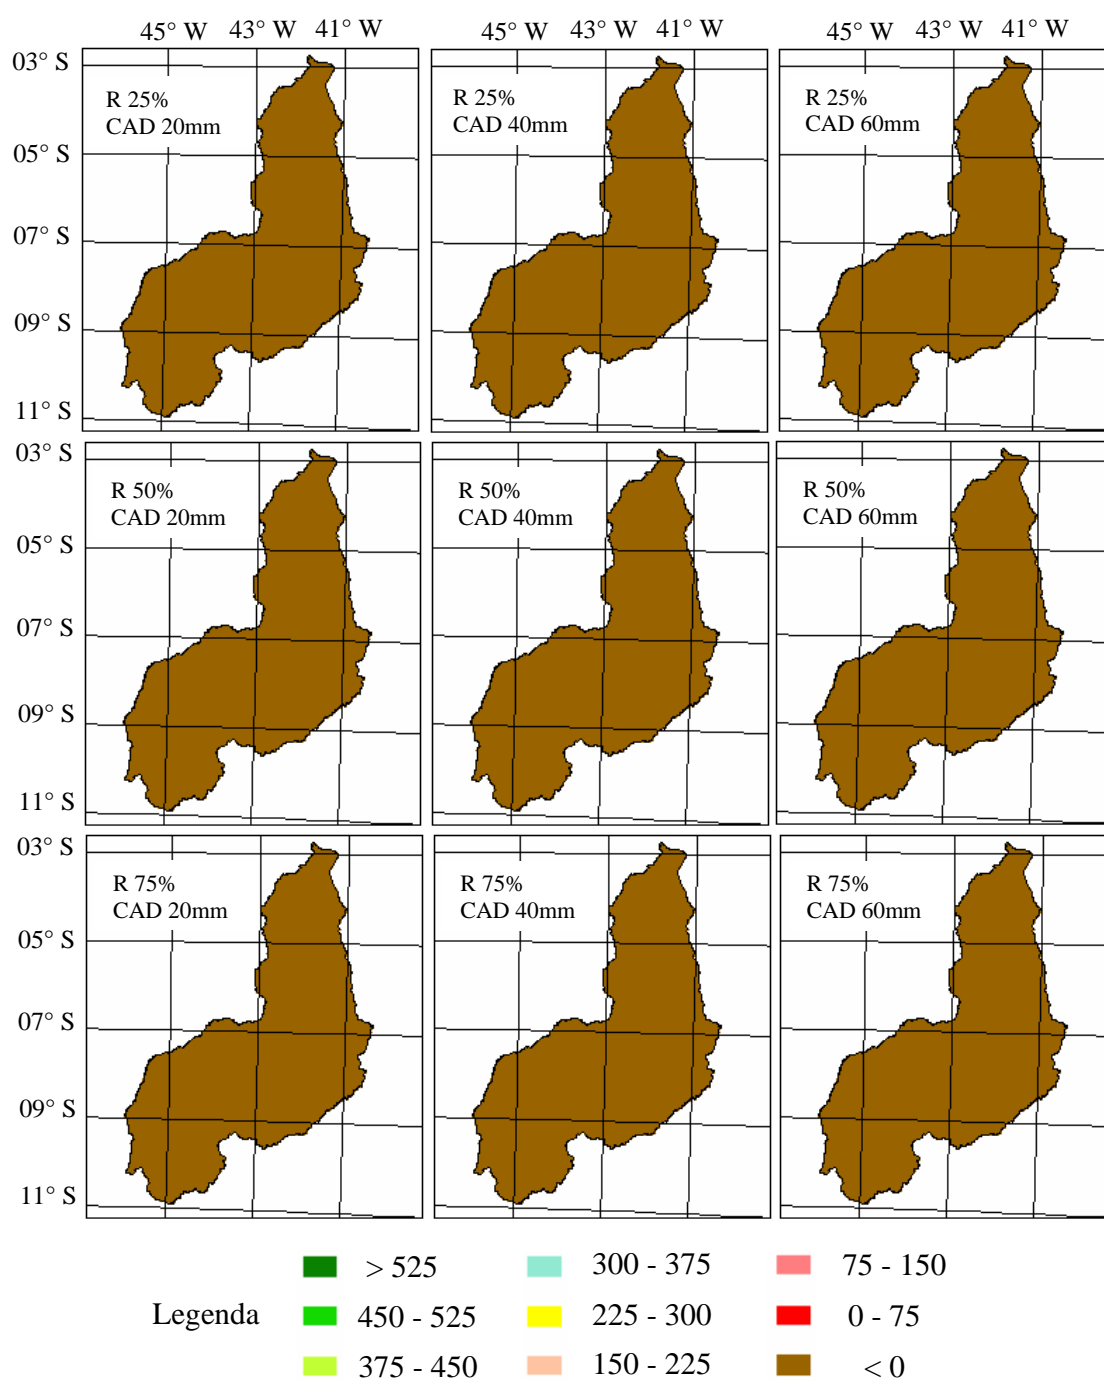 45° W 43° W 41° W 45° W 43° W 41° W 45° W 43° W 41° W
03° S
R 25%
CAD 20mm
R 25%
CAD 40mm
R 25%
CAD 60mm
05° S
07° S
09° S
11° S
03° S
R 50%
CAD 20mm
R 50%
CAD 40mm
R 50%
CAD 60mm
05° S
07° S
09° S
11° S
03° S
R 75%
CAD 20mm
R 75%
CAD 40mm
R 75%
CAD 60mm
05° S
07° S
09° S
11° S
> 525 300 - 375 75 - 150
Legenda 450 - 525 225 - 300 0 - 75
375 - 450 150 - 225 < 0